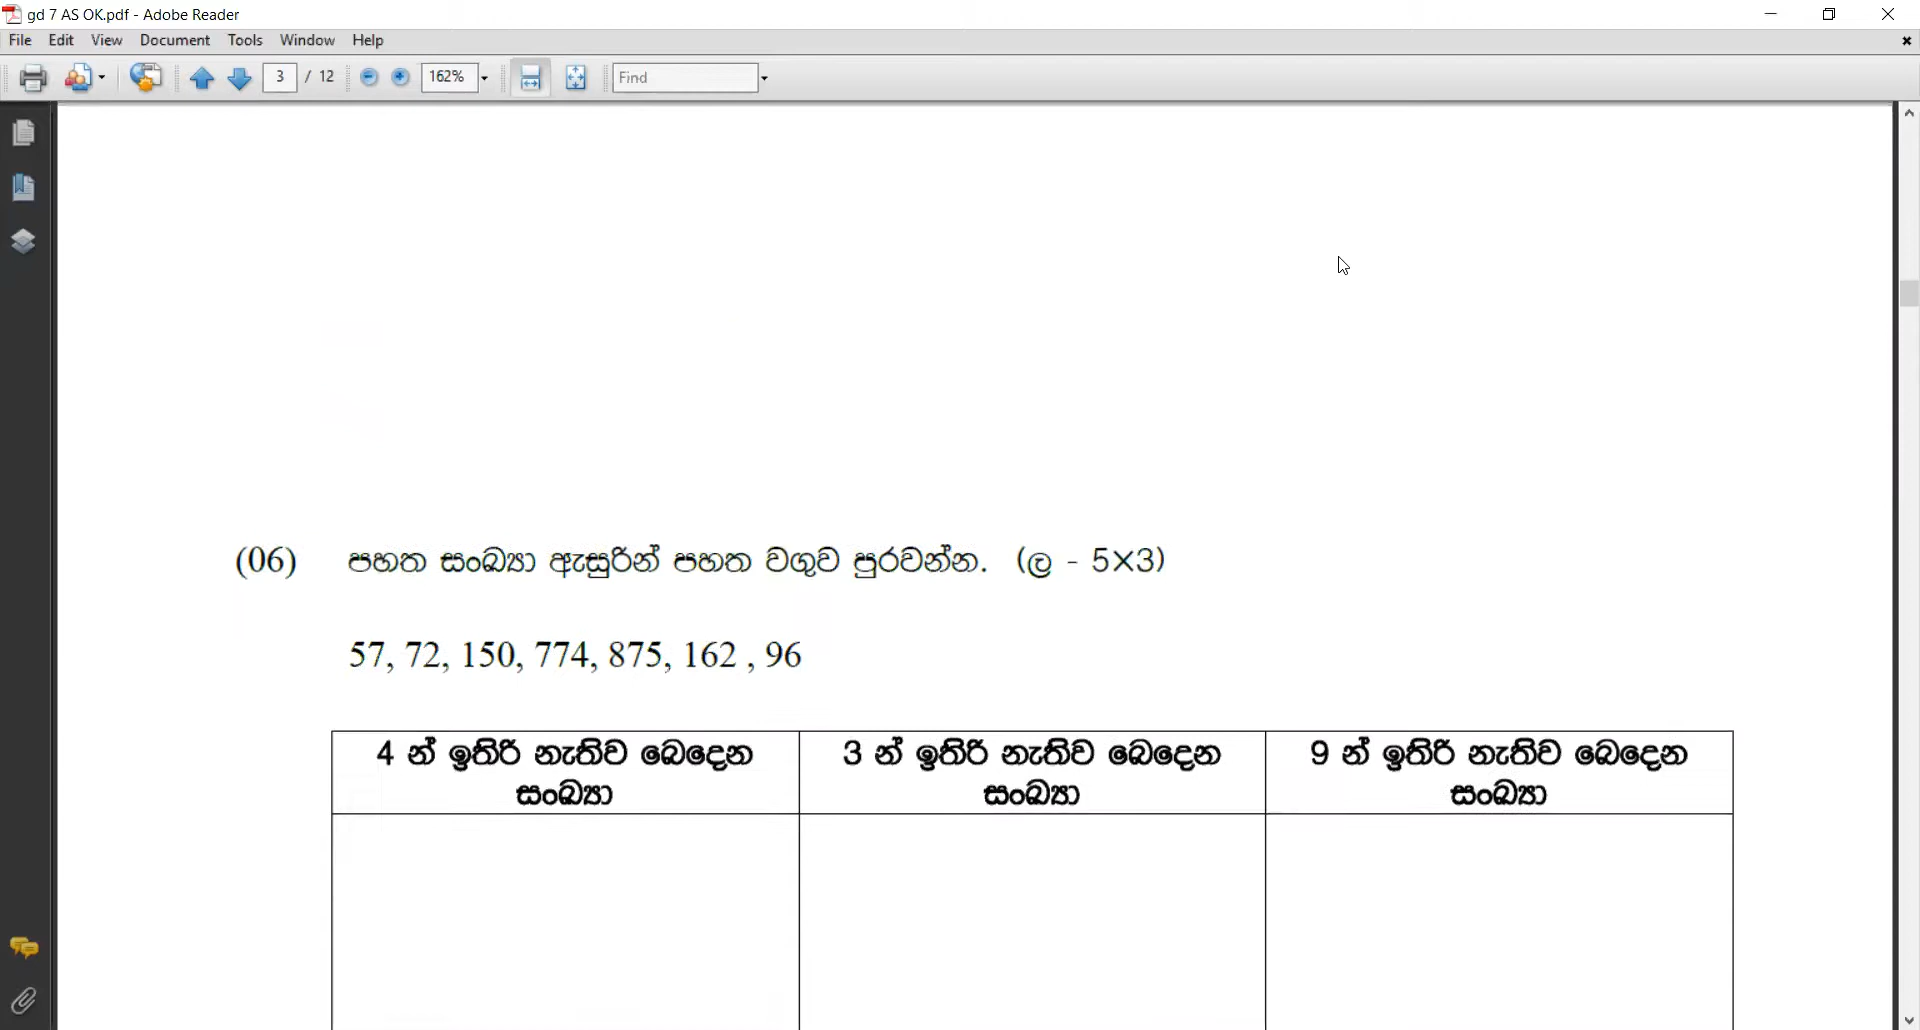 gd 7 AS OK.pdf - Adobe Reader
File Edit View Document Tools Window Help
3 / 12 162% Find
(06) පහත සංඛ්‍යා ඇසුරින් පහත වගුව පුරවන්න. (ල - 5×3)
57, 72, 150, 774, 875, 162 , 96
4 න් ඉතිරි නැතිව බෙදෙන සංඛ්‍යා
3 න් ඉතිරි නැතිව බෙදෙන සංඛ්‍යා
9 න් ඉතිරි නැතිව බෙදෙන සංඛ්‍යා